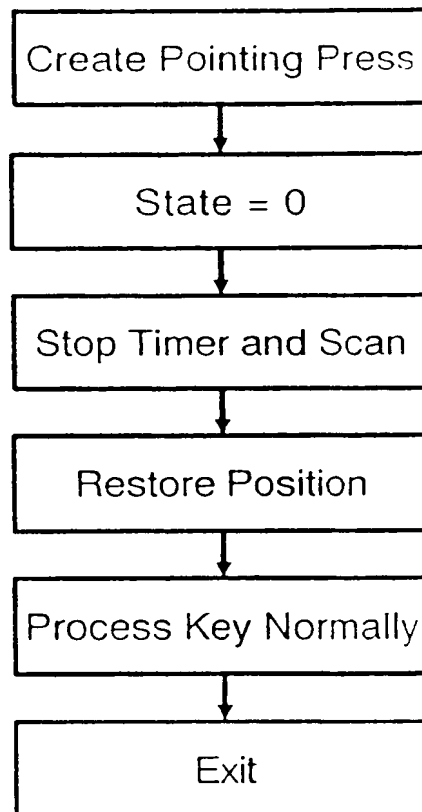 Create Pointing Press
State = 0
Stop Timer and Scan
Restore Position
Process Key Normally
Exit